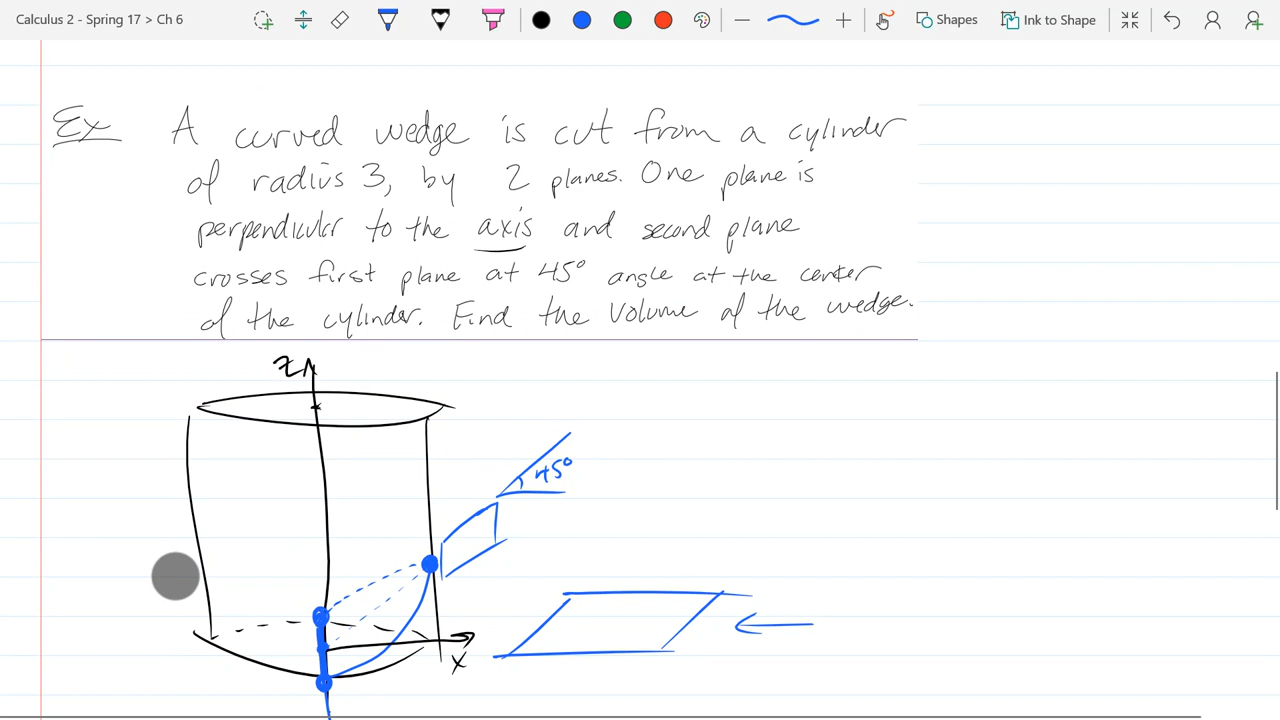 Calculus 2 - Spring 17 > Ch 6
Shapes
Ink to Shape
Ex A curved wedge is cut from a cylinder
of radius 3, by 2 planes. One plane is
perpendicular to the axis and second plane
crosses first plane at 45° angle at the center
of the cylinder. Find the Volume of the wedge.
z
45°
x